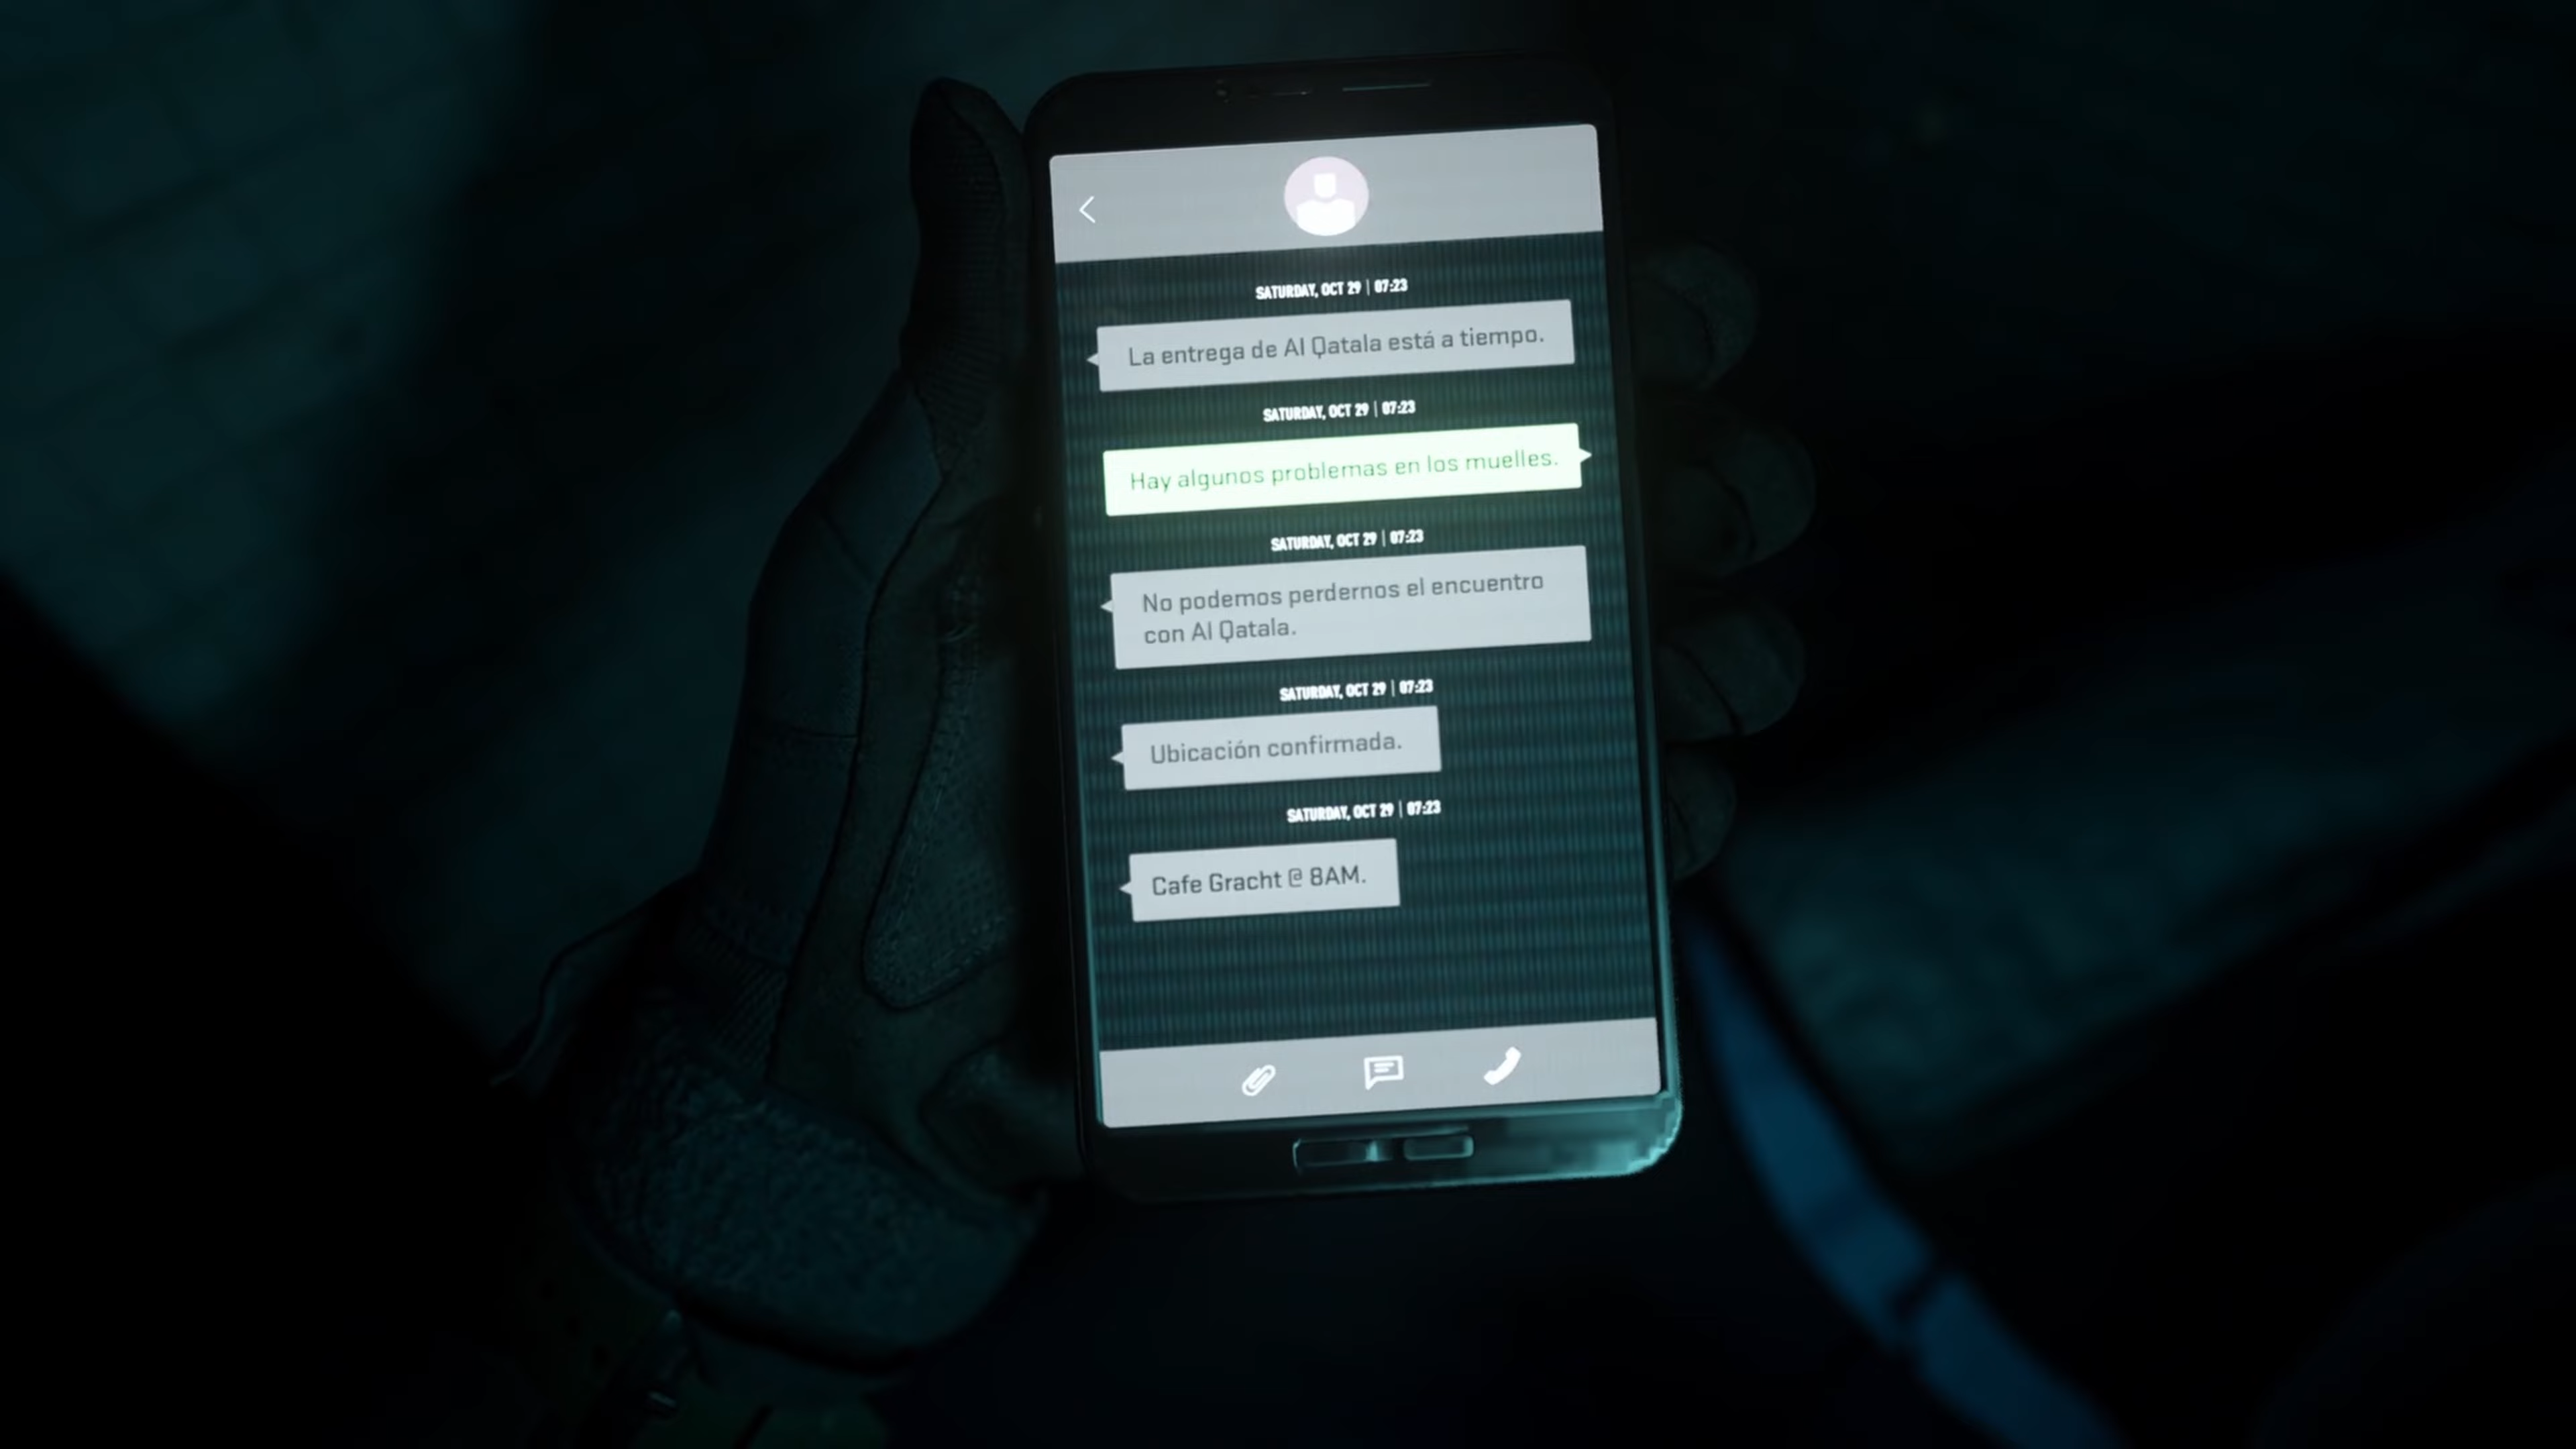 SATURDAY, OCT 29 | 07:23
La entrega de Al Qatala está a tiempo.
SATURDAY, OCT 29 | 07:23
Hay algunos problemas en los muelles.
SATURDAY, OCT 29 | 07:23
No podemos perdernos el encuentro
con Al Qatala.
SATURDAY, OCT 29 | 07:23
Ubicación confirmada.
SATURDAY, OCT 29 | 07:23
Cafe Gracht @ 8AM.